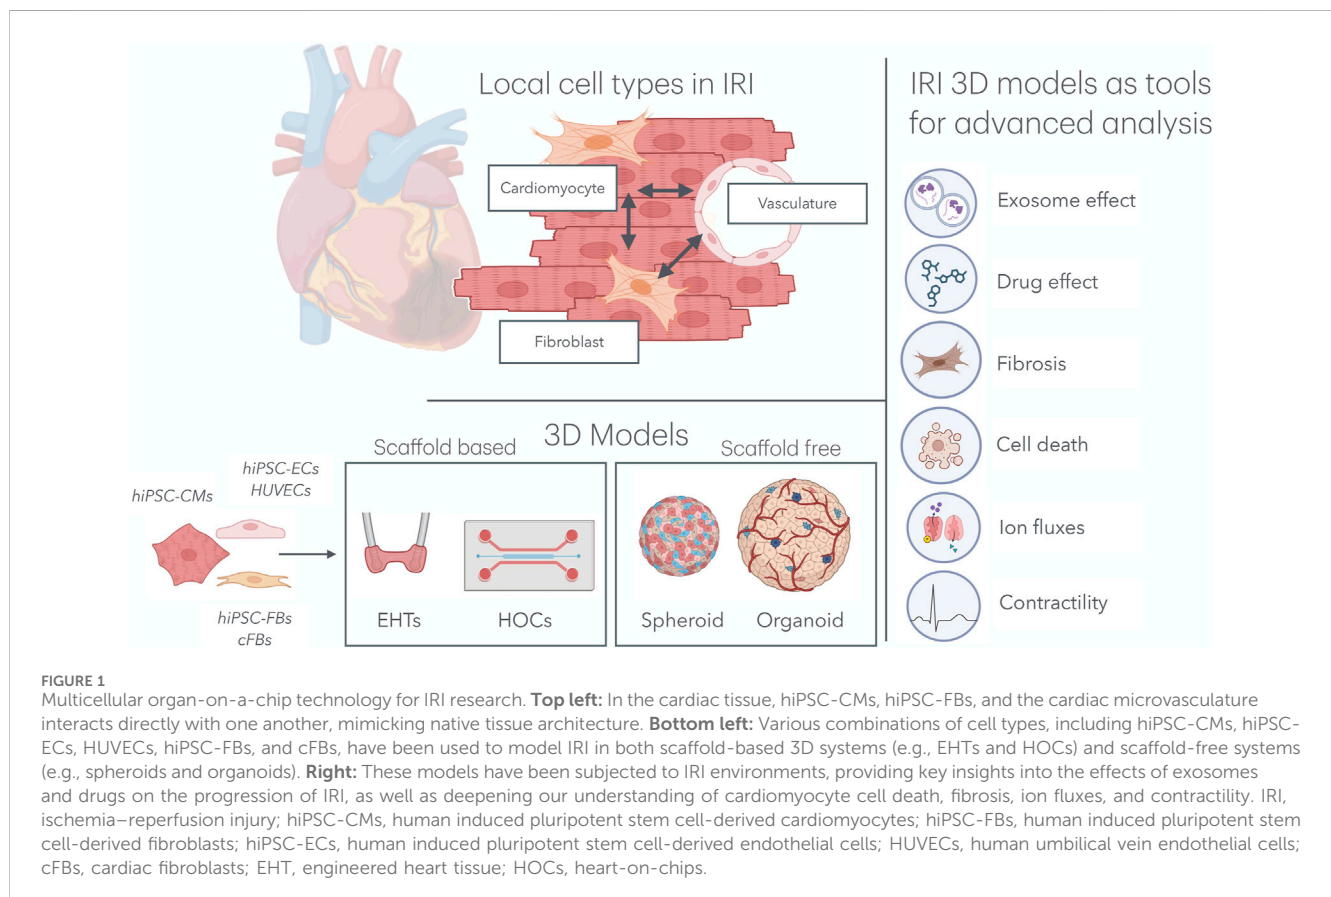 Local cell types in IRI
Cardiomyocyte
Vasculature
Fibroblast
IRI 3D models as tools
for advanced analysis
Exosome effect
Drug effect
Fibrosis
Cell death
Ion fluxes
Contractility
3D Models
Scaffold based
Scaffold free
hiPSC-CMs
hiPSC-ECs
HUVECs
hiPSC-FBs
cFBs
EHTs
HOCs
Spheroid
Organoid
FIGURE 1
Multicellular organ-on-a-chip technology for IRI research. Top left: In the cardiac tissue, hiPSC-CMs, hiPSC-FBs, and the cardiac microvasculature
interacts directly with one another, mimicking native tissue architecture. Bottom left: Various combinations of cell types, including hiPSC-CMs, hiPSC-
ECs, HUVECs, hiPSC-FBs, and cFBs, have been used to model IRI in both scaffold-based 3D systems (e.g., EHTs and HOCs) and scaffold-free systems
(e.g., spheroids and organoids). Right: These models have been subjected to IRI environments, providing key insights into the effects of exosomes
and drugs on the progression of IRI, as well as deepening our understanding of cardiomyocyte cell death, fibrosis, ion fluxes, and contractility. IRI,
ischemia–reperfusion injury; hiPSC-CMs, human induced pluripotent stem cell-derived cardiomyocytes; hiPSC-FBs, human induced pluripotent stem
cell-derived fibroblasts; hiPSC-ECs, human induced pluripotent stem cell-derived endothelial cells; HUVECs, human umbilical vein endothelial cells;
cFBs, cardiac fibroblasts; EHT, engineered heart tissue; HOCs, heart-on-chips.